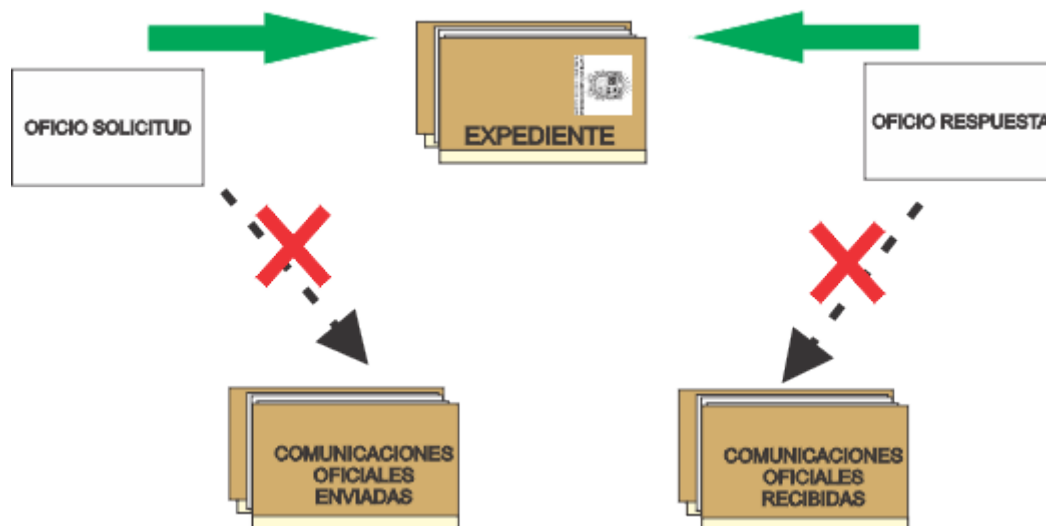 OFICIO SOLICITUD
EXPEDIENTE
OFICIO RESPUESTA
COMUNICACIONES
OFICIALES
ENVIADAS
COMUNICACIONES
OFICIALES
RECIBIDAS